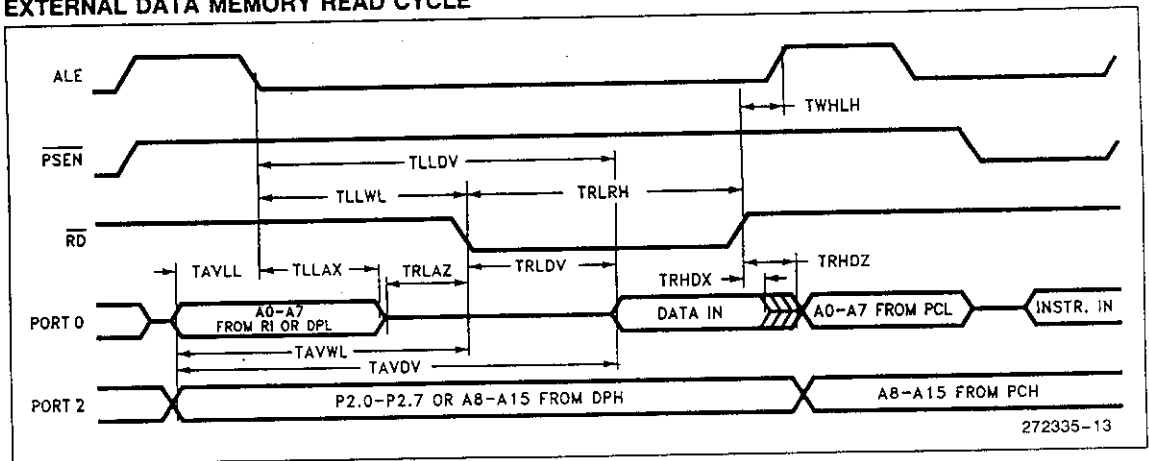 EXTERNAL DATA MEMORY READ CYCLE
ALE
TWHLH
PSEN
TLLDV
TLLWL
TRLRH
RD
TAVLL
TLLAX
TRLAZ
TRLDV
TRHDX
TRHDZ
PORT 0
A0-A7
FROM RI OR DPL
DATA IN
A0-A7 FROM PCL
INSTR. IN
TAVWL
TAVDV
PORT 2
P2.0-P2.7 OR A8-A15 FROM DPH
A8-A15 FROM PCH
272335-13